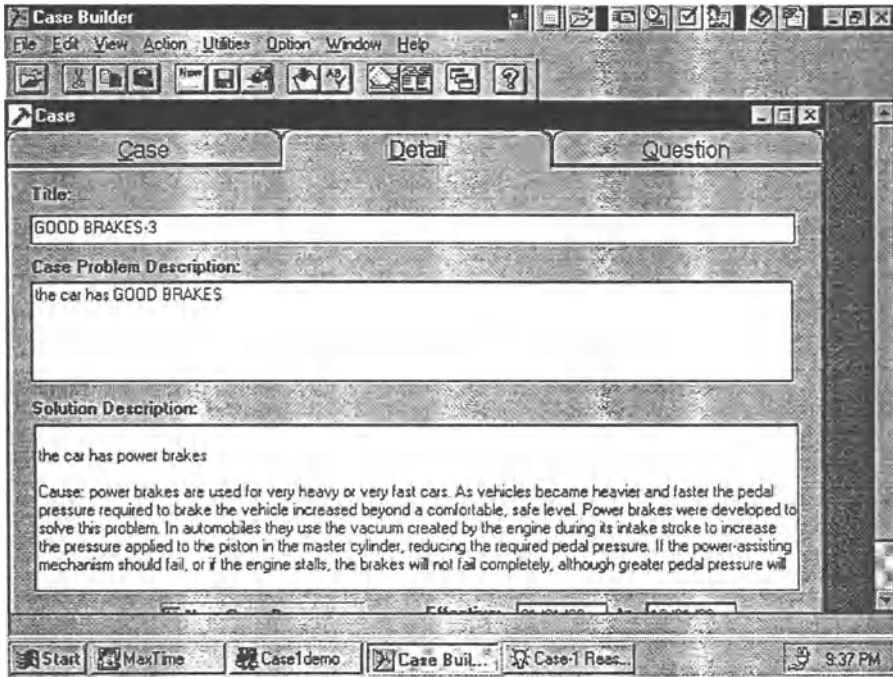 Case Builder
File Edit View Action Utilities Option Window Help
Case
Case Detail Question
Title:
GOOD BRAKES-3
Case Problem Description:
the car has GOOD BRAKES
Solution Description:
the car has power brakes
Cause: power brakes are used for very heavy or very fast cars. As vehicles became heavier and faster the pedal
pressure required to brake the vehicle increased beyond a comfortable, safe level. Power brakes were developed to
solve this problem. In automobiles they use the vacuum created by the engine during its intake stroke to increase
the pressure applied to the piston in the master cylinder, reducing the required pedal pressure. If the power-assisting
mechanism should fail, or if the engine stalls, the brakes will not fail completely, although greater pedal pressure will
Start MaxTime Case1demo Case Buil... Case-1 Reas... 9:37 PM